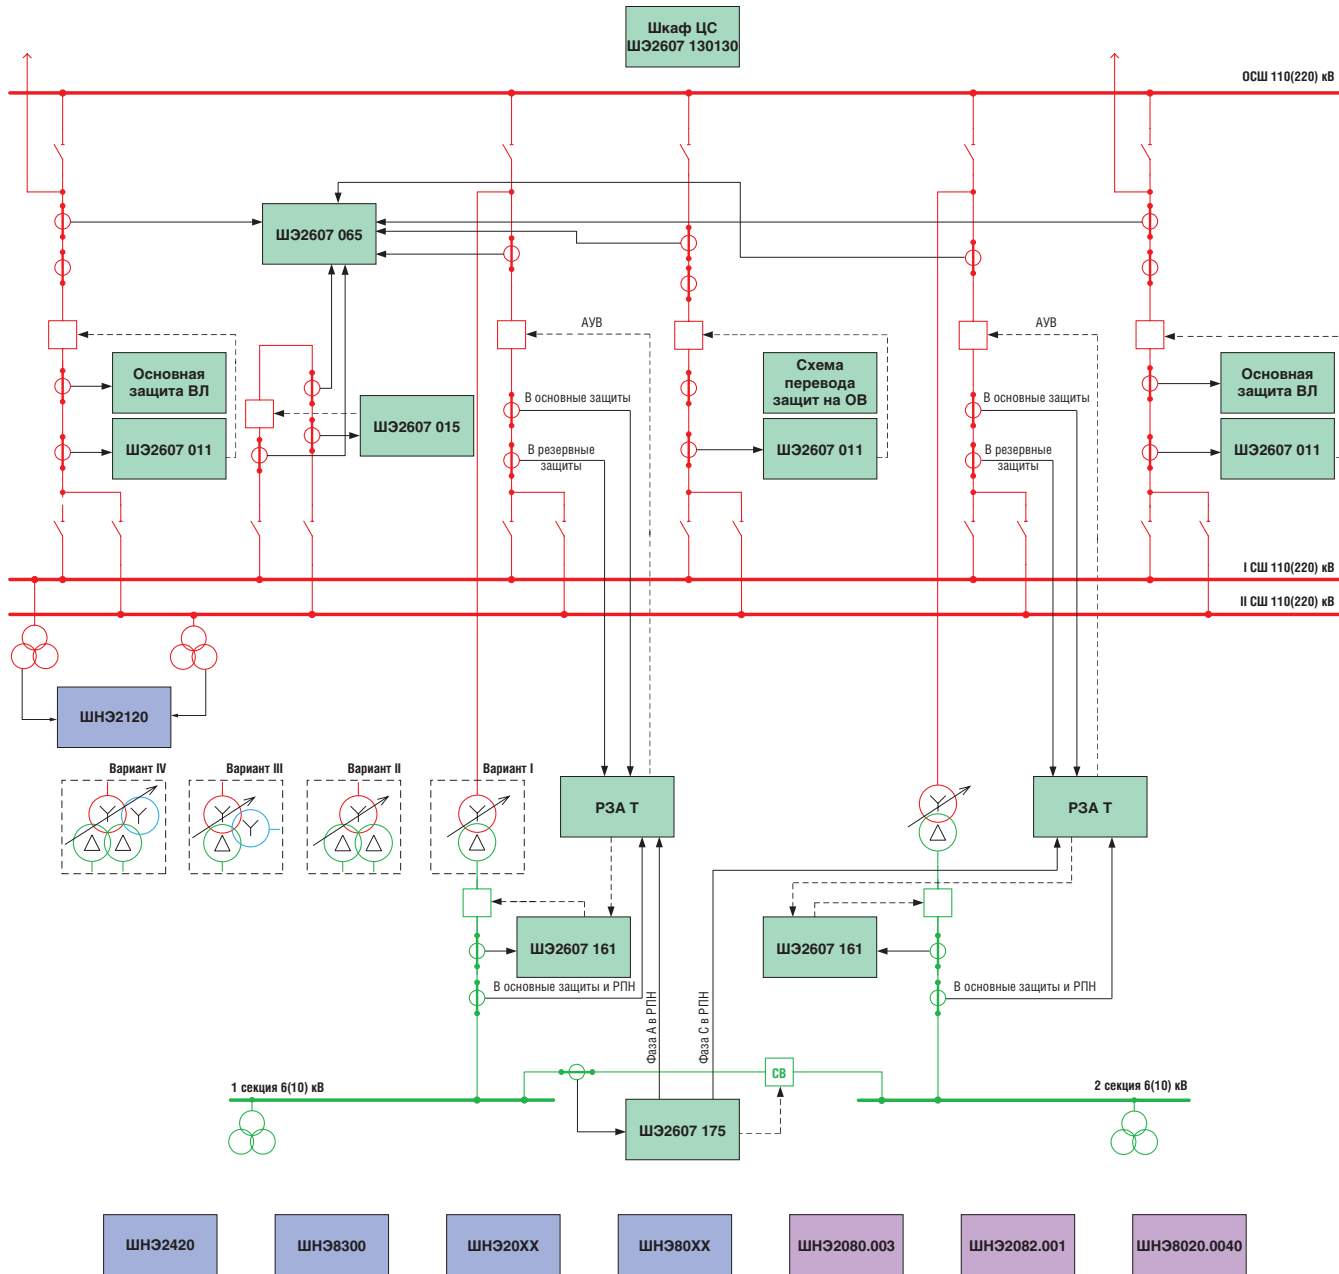 Шкаф ЦС
ШЭ2607 130130
ОСШ 110(220) кВ
ШЭ2607 065
АУВ
АУВ
Основная
защита ВЛ
ШЭ2607 011
ШЭ2607 015
В основные защиты
В резервные
защиты
Схема
перевода
защит на ОВ
ШЭ2607 011
В основные защиты
В резервные
защиты
Основная
защита ВЛ
ШЭ2607 011
I СШ 110(220) кВ
II СШ 110(220) кВ
ШНЭ2120
Вариант IV
Вариант III
Вариант II
Вариант I
РЗА Т
РЗА Т
ШЭ2607 161
ШЭ2607 161
В основные защиты и РПН
В основные защиты и РПН
Фаза А в РПН
Фаза С в РПН
СВ
1 секция 6(10) кВ
2 секция 6(10) кВ
ШЭ2607 175
ШНЭ2420
ШНЭ8300
ШНЭ20ХХ
ШНЭ80ХХ
ШНЭ2080.003
ШНЭ2082.001
ШНЭ8020.0040